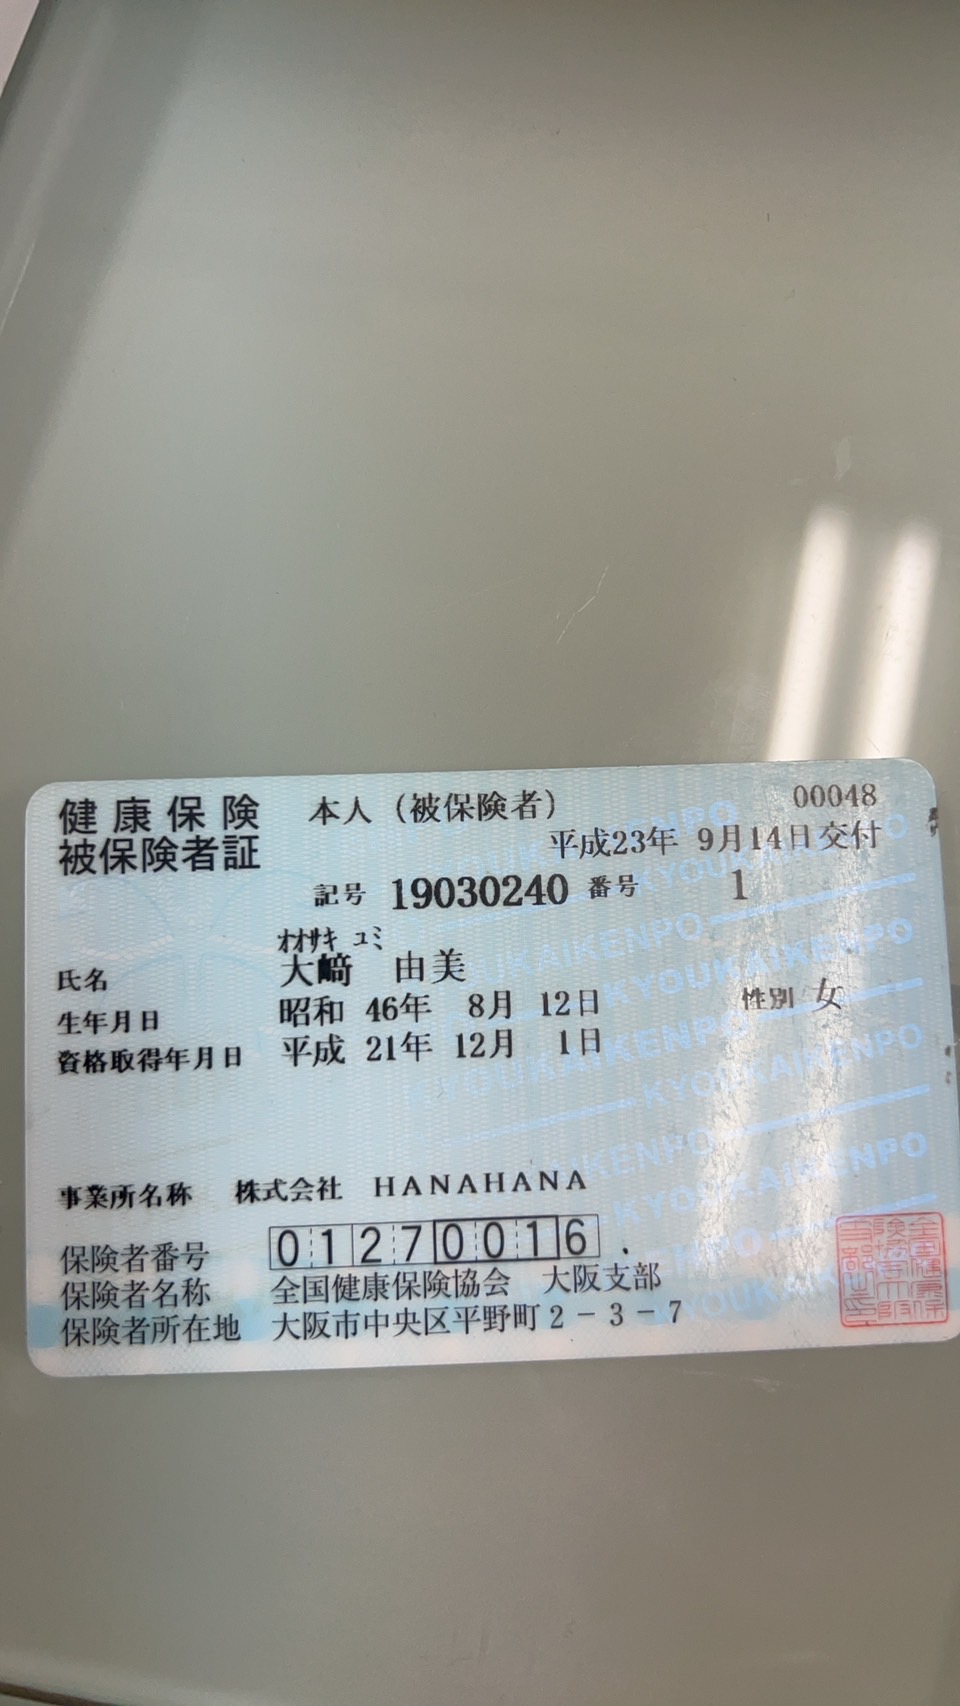 健康保険
被保険者証
本人（被保険者）
00048
平成23年 9月14日交付
記号 19030240 番号 1
オオサキ ユミ
氏名 大﨑 由美
生年月日 昭和 46年 8月 12日 性別 女
資格取得年月日 平成 21年 12月 1日
事業所名称 株式会社 HANAHANA
保険者番号 01270016
保険者名称 全国健康保険協会 大阪支部
保険者所在地 大阪市中央区平野町2－3－7
KYOUKAIKENPO